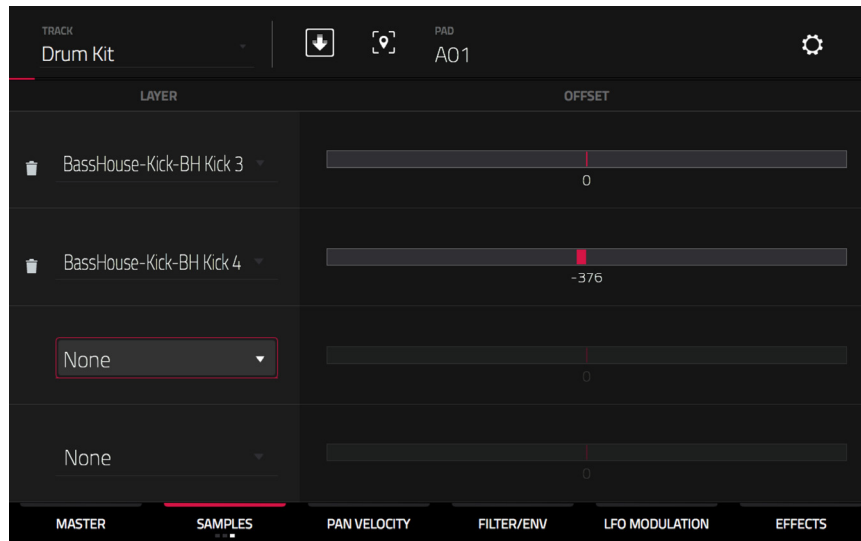 TRACK
Drum Kit
PAD
A01
LAYER
OFFSET
BassHouse-Kick-BH Kick 3
0
BassHouse-Kick-BH Kick 4
-376
None
0
None
0
MASTER
SAMPLES
PAN VELOCITY
FILTER/ENV
LFO MODULATION
EFFECTS